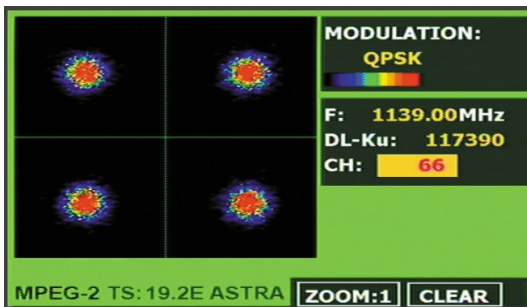 MODULATION:
QPSK
F: 1139.00MHz
DL-Ku: 117390
CH: 66
MPEG-2 TS: 19.2E ASTRA
ZOOM:1
CLEAR